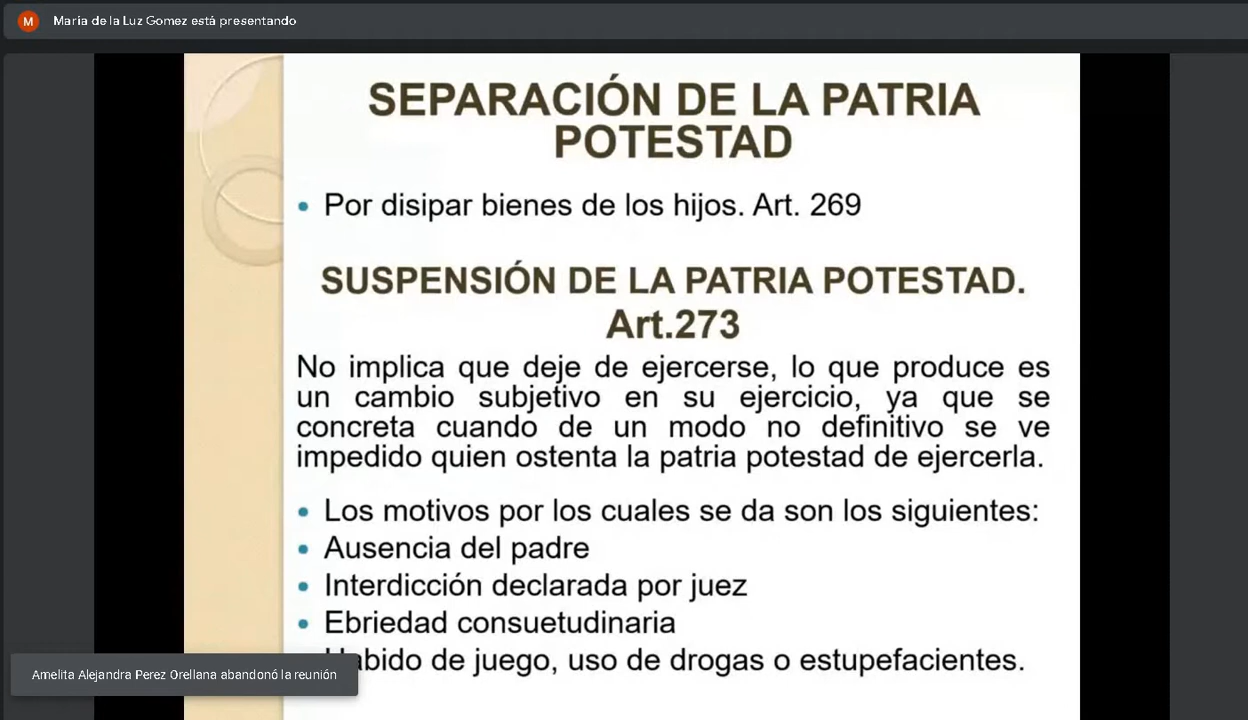 M
María de la Luz Gomez está presentando
SEPARACIÓN DE LA PATRIA
POTESTAD
• Por disipar bienes de los hijos. Art. 269
SUSPENSIÓN DE LA PATRIA POTESTAD.
Art.273
No implica que deje de ejercerse, lo que produce es
un cambio subjetivo en su ejercicio, ya que se
concreta cuando de un modo no definitivo se ve
impedido quien ostenta la patria potestad de ejercerla.
• Los motivos por los cuales se da son los siguientes:
• Ausencia del padre
• Interdicción declarada por juez
• Ebriedad consuetudinaria
de juego, uso de drogas o estupefacientes.
Amelita Alejandra Perez Orellana abandonó la reunión